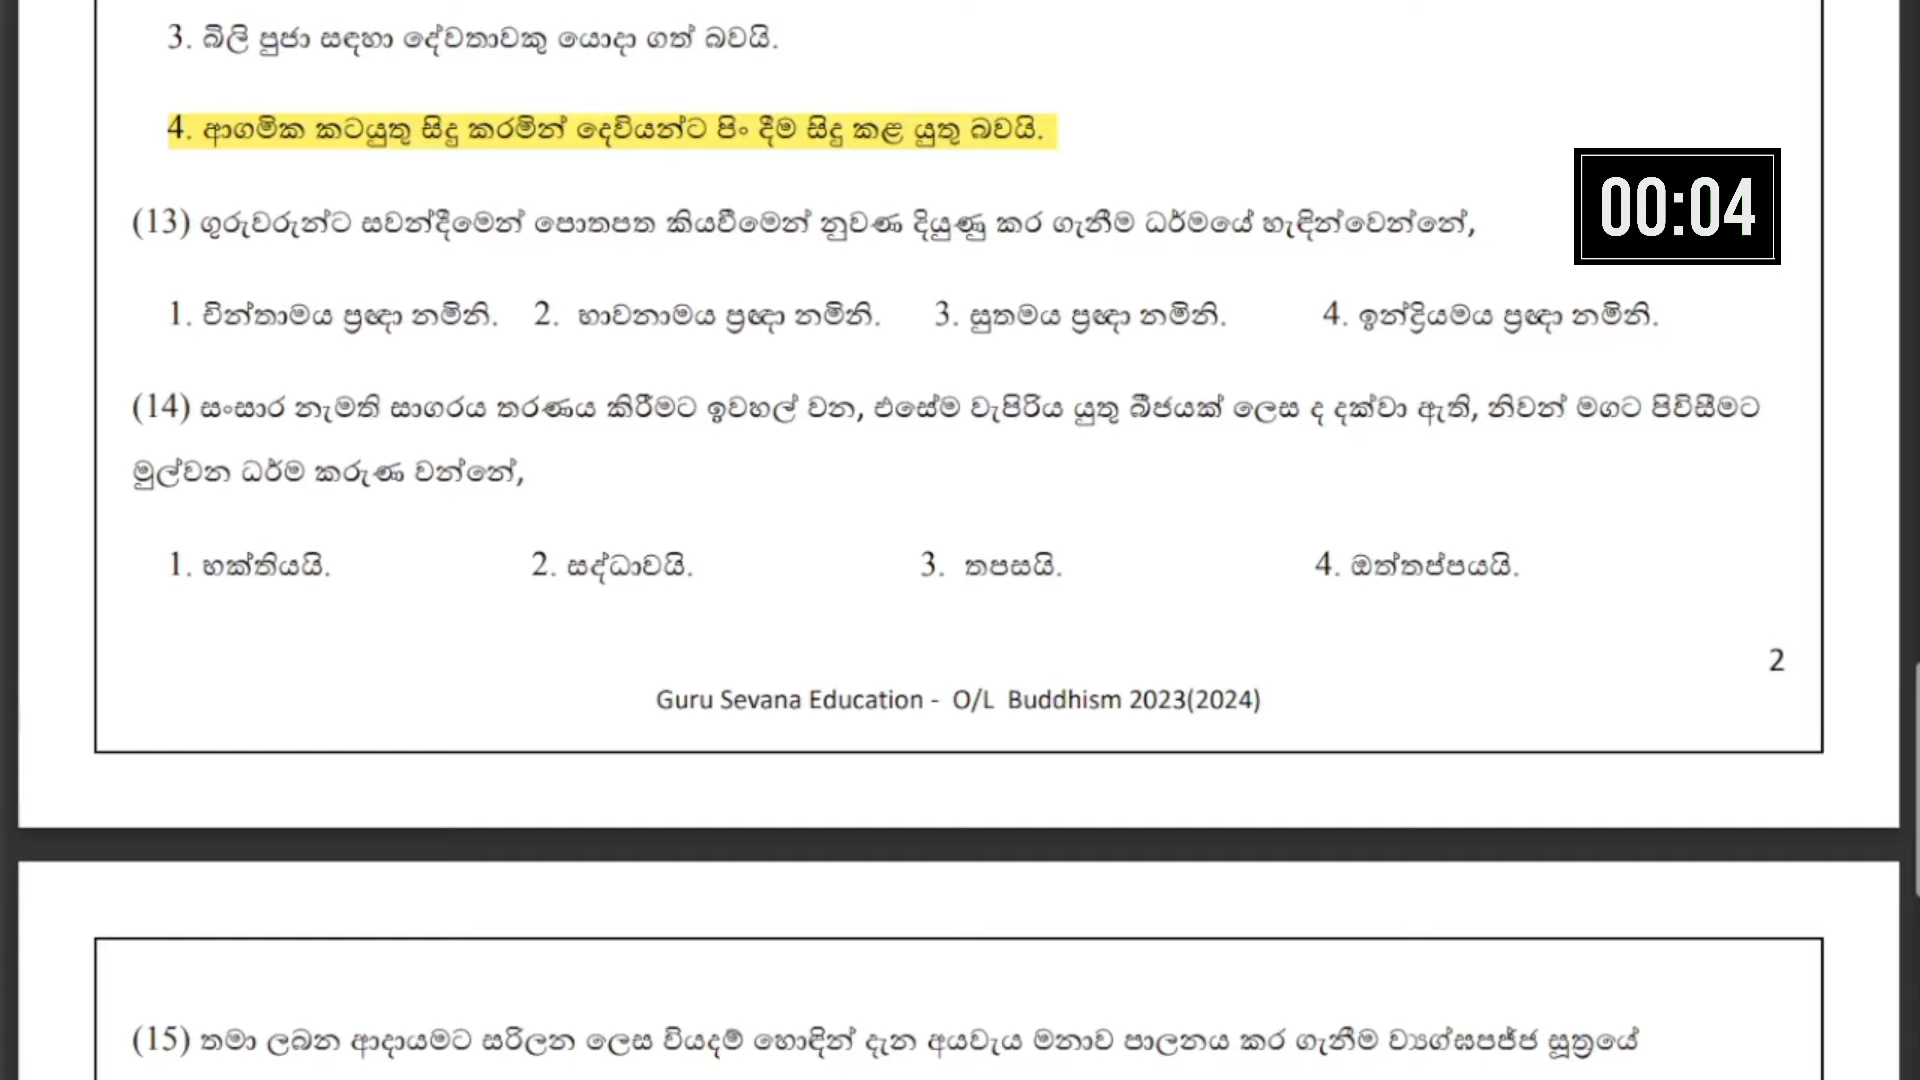 3. බිලි පුජා සඳහා දේවතාවකු යොදා ගත් බවයි.
4. ආගමික කටයුතු සිදු කරමින් දෙවියන්ට පිං දීම සිදු කළ යුතු බවයි.
00:04
(13) ගුරුවරුන්ට සවන්දීමෙන් පොතපත කියවීමෙන් නුවණ දියුණු කර ගැනීම ධර්මයේ හැඳින්වෙන්නේ,
1. චින්තාමය ප්‍රඥා නමිනි. 2. භාවනාමය ප්‍රඥා නමිනි. 3. සුතමය ප්‍රඥා නමිනි. 4. ඉන්ද්‍රියමය ප්‍රඥා නමිනි.
(14) සංසාර නැමති සාගරය තරණය කිරීමට ඉවහල් වන, එසේම වැපිරිය යුතු බීජයක් ලෙස ද දක්වා ඇති, නිවන් මගට පිවිසීමට
මුල්වන ධර්ම කරුණ වන්නේ,
1. භක්තියයි. 2. සද්ධාවයි. 3. තපසයි. 4. ඔත්තප්පයයි.
2
Guru Sevana Education - O/L Buddhism 2023(2024)
(15) තමා ලබන ආදායමට සරිලන ලෙස වියදම් හොඳින් දැන අයවැය මනාව පාලනය කර ගැනීම ව්‍යග්ඝපජ්ජ සූත්‍රයේ